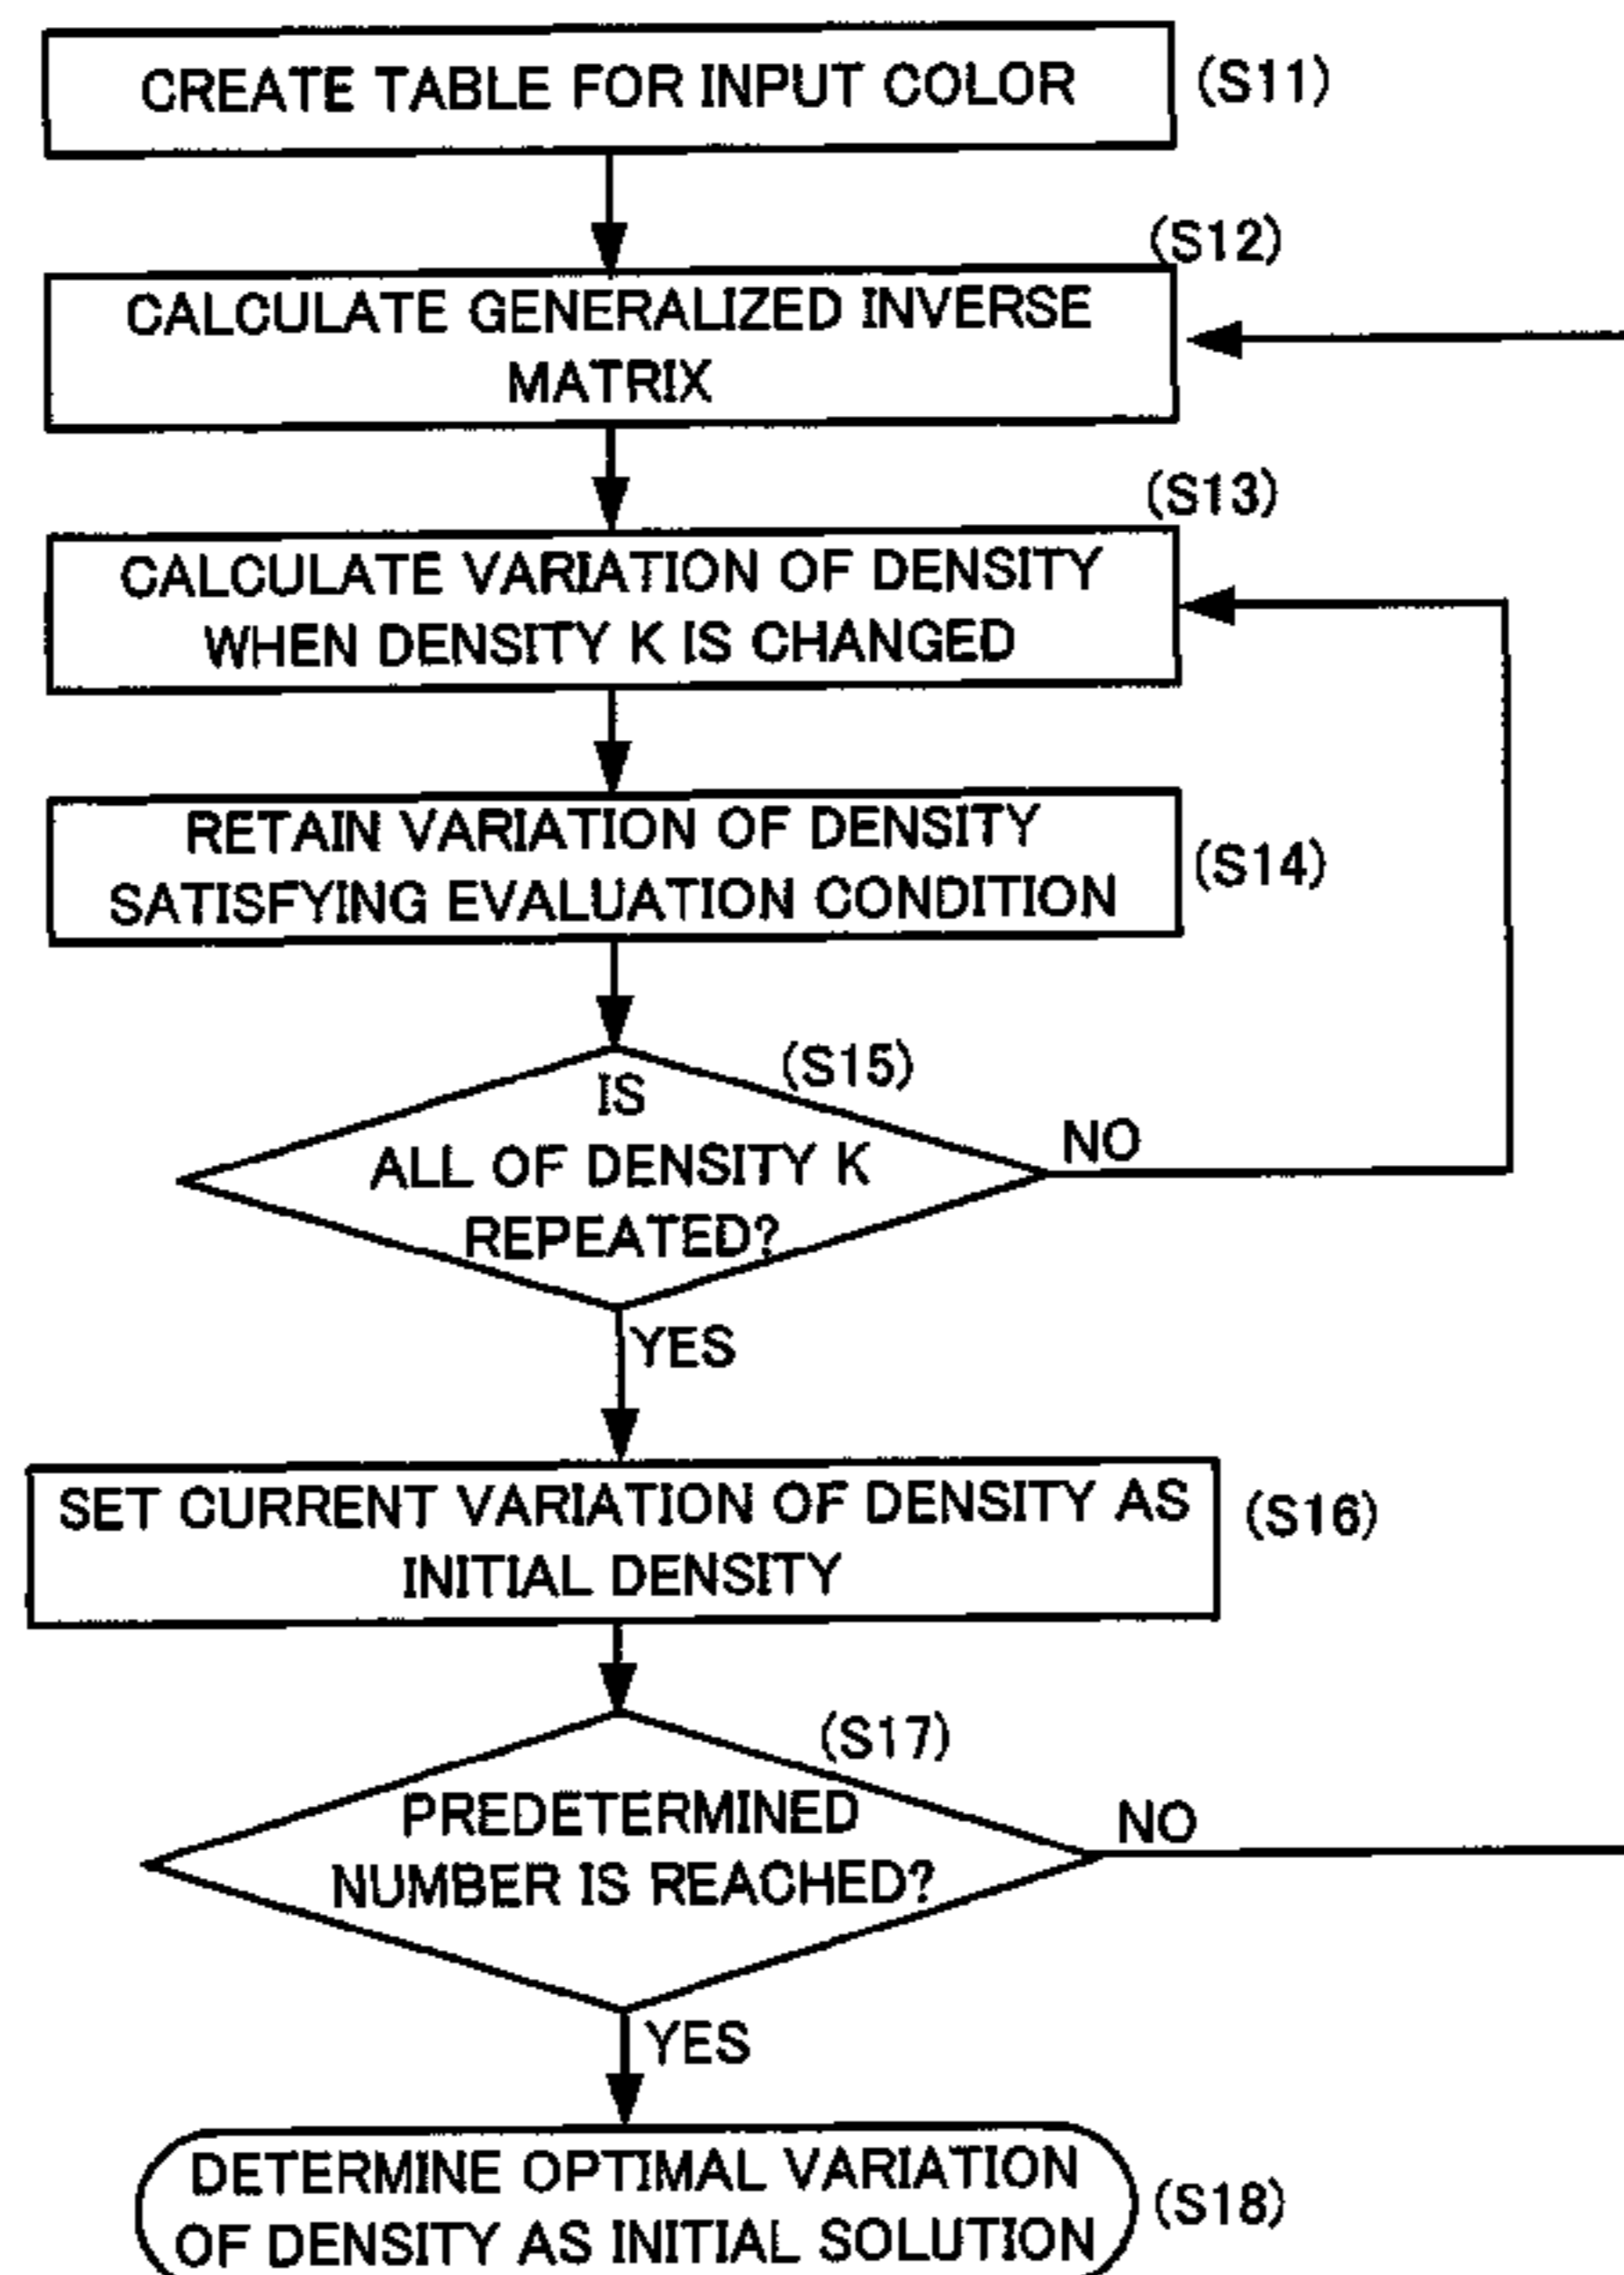 CREATE TABLE FOR INPUT COLOR (S11)
(S12)
CALCULATE GENERALIZED INVERSE
MATRIX
(S13)
CALCULATE VARIATION OF DENSITY
WHEN DENSITY K IS CHANGED
RETAIN VARIATION OF DENSITY
SATISFYING EVALUATION CONDITION
(S14)
(S15)
IS
ALL OF DENSITY K
REPEATED?
NO
YES
SET CURRENT VARIATION OF DENSITY AS
INITIAL DENSITY
(S16)
(S17)
PREDETERMINED
NUMBER IS REACHED?
NO
YES
DETERMINE OPTIMAL VARIATION
OF DENSITY AS INITIAL SOLUTION
(S18)